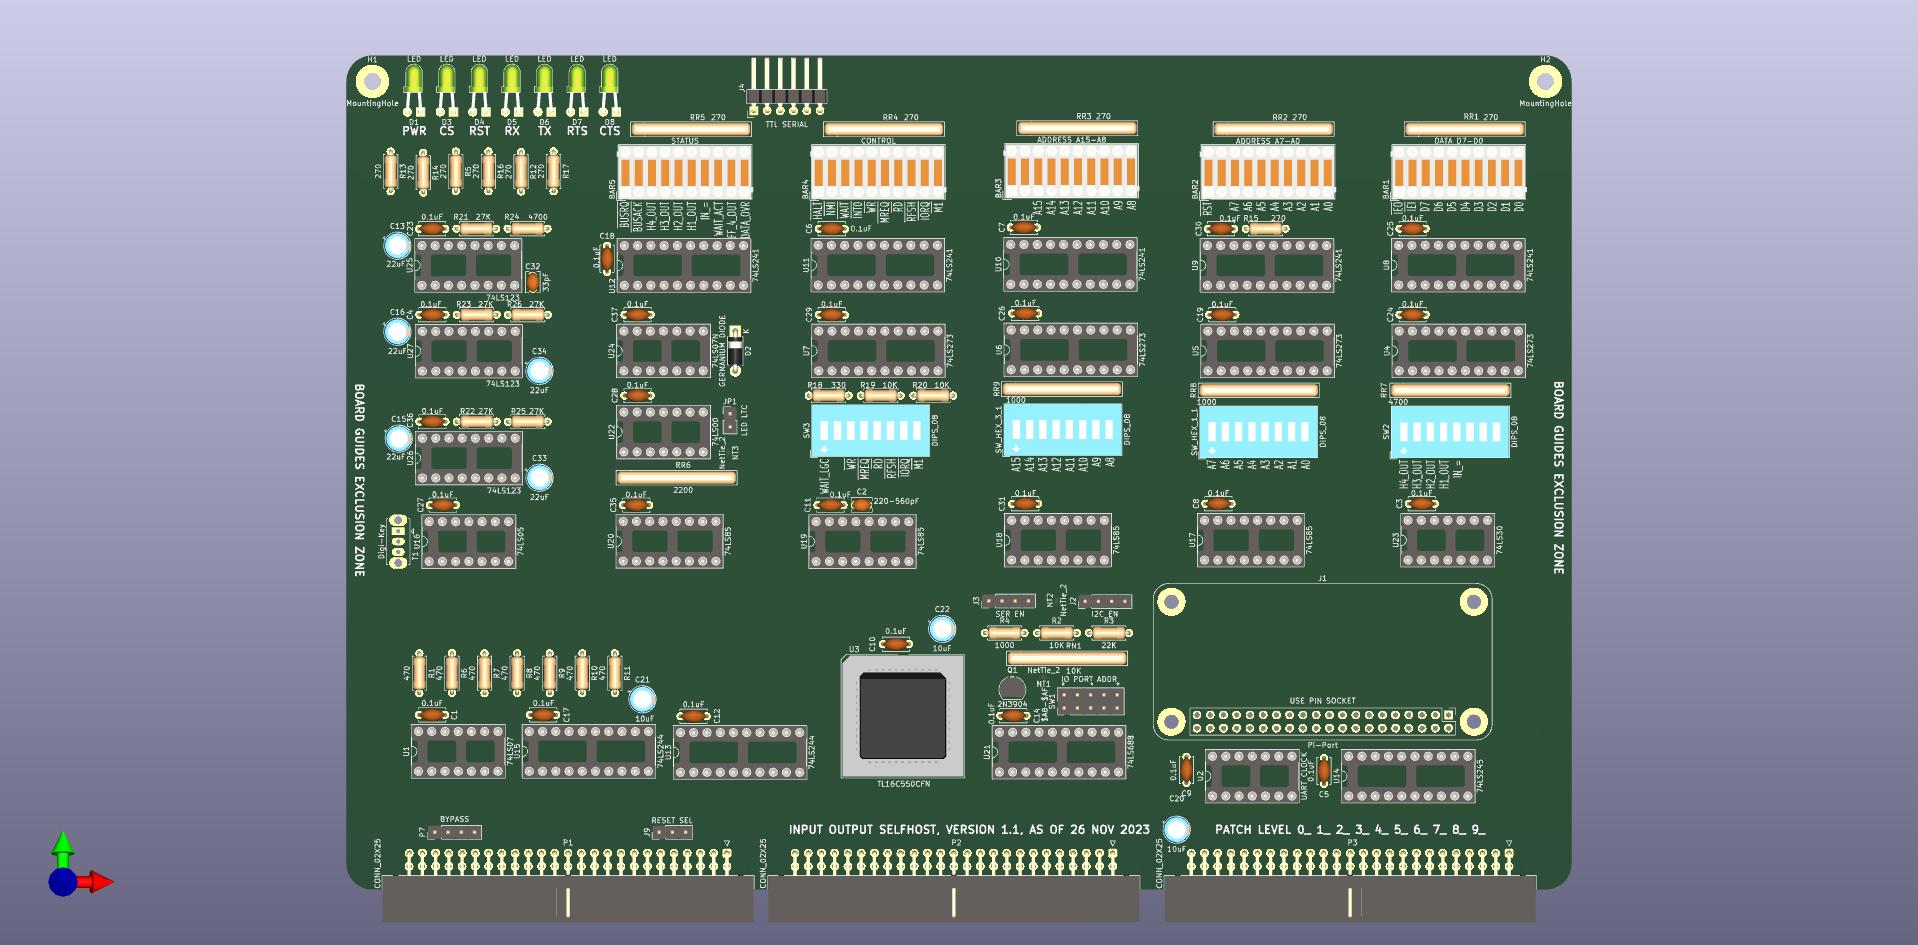 H1
LED LED LED LED LED LED LED
H2
MountingHole
J4
MountingHole
D1 D3 D4 D5 D6 D7 D8
PWR CS RST RX TX RTS CTS
TTL SERIAL
RR5 270
RR4 270
RR3 270
RR2 270
RR1 270
STATUS
CONTROL
ADDRESS A15-A8
ADDRESS A7-A0
DATA D7-D0
270 R13 270 R14 270 R5 270 R16 270 R12 270 R17
BAR5
BAR4
BAR3
BAR2
BAR1
BUSRQ BUSACK H4_OUT H3_OUT H2_OUT H1_OUT IN_= WAIT_ACT FF_4_OUT DATA_OVR
HALT NMI WAIT INT0 WR MREQ RD RFSH IORQ M1
A15 A14 A13 A12 A11 A10 A9 A8
RST A7 A6 A5 A4 A3 A2 A1 A0
IEO IEI D7 D6 D5 D4 D3 D2 D1 D0
C13 22uF
0.1uF C23
R21 27K
R24 4700
C18 0.1uF
C6 0.1uF
C7 0.1uF
C30 0.1uF
R15 270
C25 0.1uF
U25 74LS123
C32 33pF
U12 74LS241
U11 74LS241
U10 74LS241
U9 74LS241
U8 74LS241
C16 22uF
0.1uF C4
R23 27K
R26 27K
C37 0.1uF
C29 0.1uF
C26 0.1uF
C19 0.1uF
C24 0.1uF
U27 74LS123
C34 22uF
U24 74LS07N
GERMANIUM DIODE
K
D2
U7 74LS273
U6 74LS273
U5 74LS273
U4 74LS273
C28 0.1uF
R18 330
R19 10K
R20 10K
RR9 1000
RR8 1000
RR7 4700
BOARD GUIDES EXCLUSION ZONE
BOARD GUIDES EXCLUSION ZONE
C15 22uF
0.1uF C36
R22 27K
R25 27K
U26 74LS123
C33 22uF
U22 74LS00
JP1
LTC
LED
NetTie_2
NT3
SW3 DIPS_08
SW_HEX_3.1 DIPS_08
SW_HEX_1.1 DIPS_08
SW2 DIPS_08
WAIT_LGC WR MREQ RD RFSH IORQ M1
A15 A14 A13 A12 A11 A10 A9 A8
A7 A6 A5 A4 A3 A2 A1 A0
H4_OUT H3_OUT H2_OUT H1_OUT IN_=
RR6
2200
C27 0.1uF
C35 0.1uF
C11 0.1uF
C2 220-560pF
C31 0.1uF
C8 0.1uF
C3 0.1uF
Digi-Key
T1
U16 74LS05
U20 74LS85
U19 74LS85
U18 74LS85
U17 74LS85
U23 74LS30
J1
J3
SER EN
NT2
NetTie_2
J2
I2C EN
C22
10uF
0.1uF
C10
R4 1000
R2 10K
R3 22K
RN1 10K
U3
Q1
2N3904
NetTie_2
NT1
IO PORT ADDR
SW1
$A8-$AF
470 R1 470 R6 470 R7 470 R8 470 R9 470 R10 470 R11
C21
10uF
0.1uF C1
0.1uF C17
0.1uF C12
0.1uF C14
USE PIN SOCKET
PI-Port
U1 74LS07
U15 74LS244
U13 74LS244
TL16C550CFN
U21 74LS688
0.1uF C9
U2 UART CLOCK
0.1uF C5
U14 74LS245
C20
10uF
P7
BYPASS
J9
RESET SEL
INPUT OUTPUT SELFHOST, VERSION 1.1, AS OF 26 NOV 2023
PATCH LEVEL 0_ 1_ 2_ 3_ 4_ 5_ 6_ 7_ 8_ 9_
CONN_02X25
P1
CONN_02X25
P2
CONN_02X25
P3